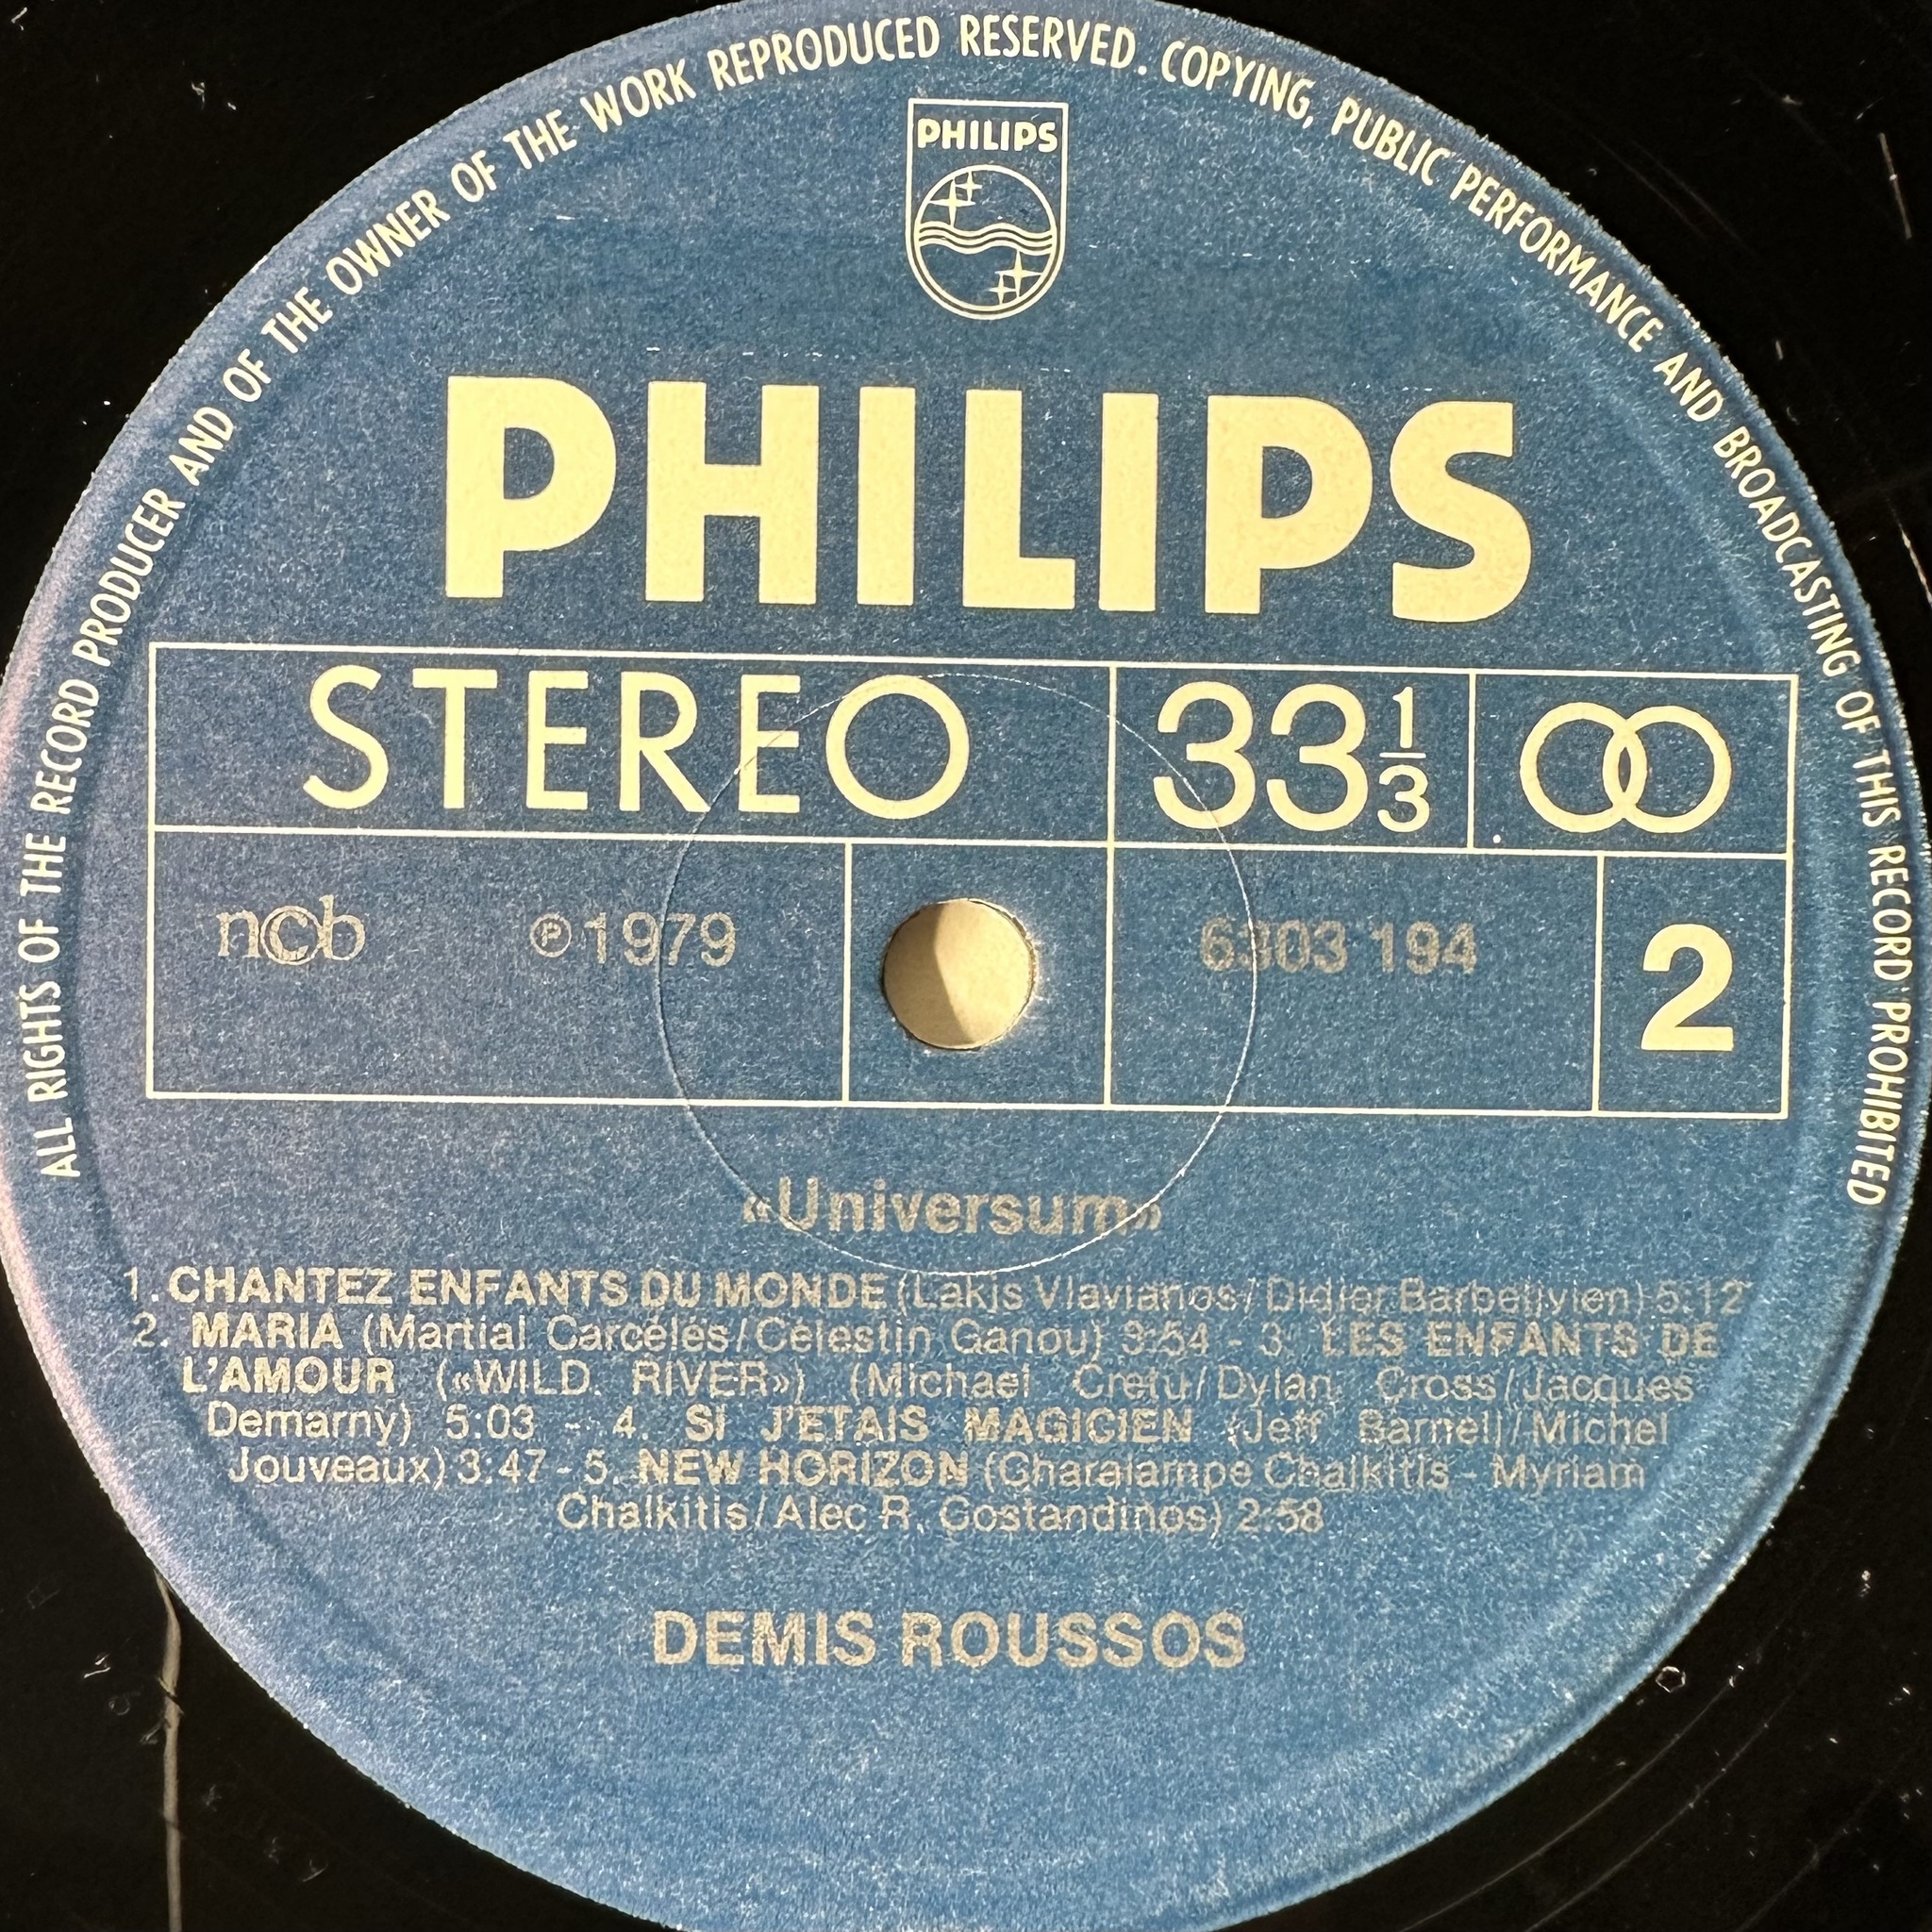 ALL RIGHTS OF THE RECORD PRODUCER AND OF THE OWNER OF THE WORK REPRODUCED RESERVED. COPYING, PUBLIC PERFORMANCE AND BROADCASTING OF THIS RECORD PROHIBITED
PHILIPS
PHILIPS
STEREO 33 1/3
ncb ℗1979 6303 194 2
«Universum»
1. CHANTEZ ENFANTS DU MONDE (Lakis Vlavianos/Didier Barbelivien) 5:12
2. MARIA (Martial Carcélès/Célestin Ganou) 3:54 - 3. LES ENFANTS DE
L'AMOUR («WILD RIVER») (Michael Cretu/Dylan Cross/Jacques
Demarny) 5:03 - 4. SI J'ETAIS MAGICIEN (Jeff Barnel/Michel
Jouveaux) 3:47 - 5. NEW HORIZON (Charalampe Chalkitis - Myriam
Chalkitis/Alec R. Costandinos) 2:58
DEMIS ROUSSOS